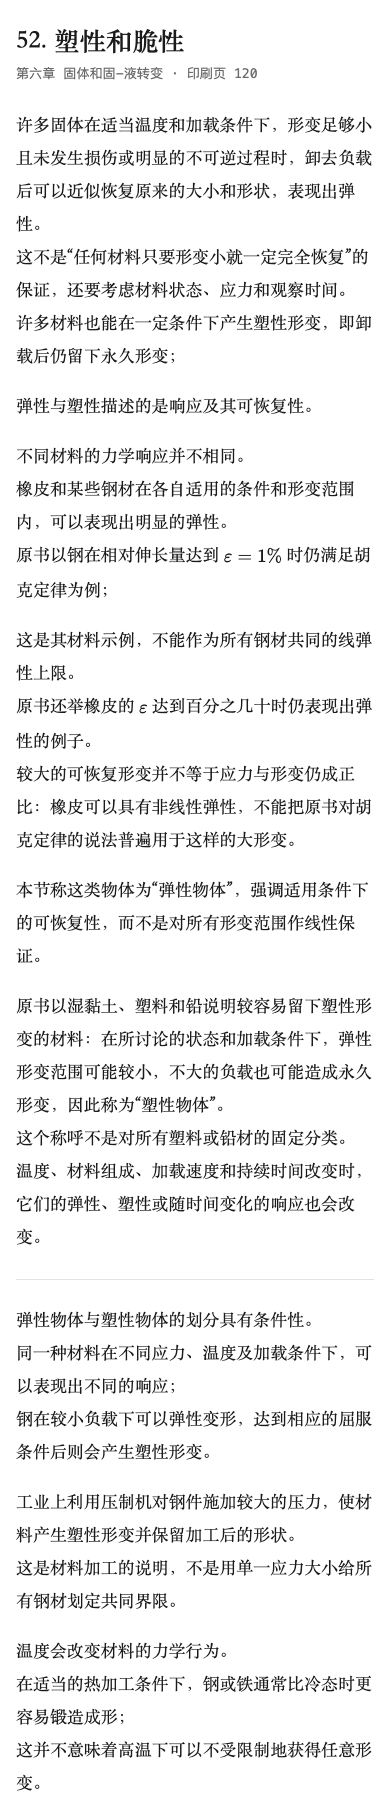 52. 塑性和脆性
第六章 固体和固—液转变 · 印刷页 120
许多固体在适当温度和加载条件下，形变足够小
且未发生损伤或明显的不可逆过程时，卸去负载
后可以近似恢复原来的大小和形状，表现出弹
性。
这不是“任何材料只要形变小就一定完全恢复”的
保证，还要考虑材料状态、应力和观察时间。
许多材料也能在一定条件下产生塑性形变，即卸
载后仍留下永久形变；
弹性与塑性描述的是响应及其可恢复性。
不同材料的力学响应并不相同。
橡皮和某些钢材在各自适用的条件和形变范围
内，可以表现出明显的弹性。
原书以钢在相对伸长量达到 ε = 1% 时仍满足胡
克定律为例；
这是其材料示例，不能作为所有钢材共同的线弹
性上限。
原书还举橡皮的 ε 达到百分之几十时仍表现出弹
性的例子。
较大的可恢复形变并不等于应力与形变仍成正
比：橡皮可以具有非线性弹性，不能把原书对胡
克定律的说法普遍用于这样的大形变。
本节称这类物体为“弹性物体”，强调适用条件下
的可恢复性，而不是对所有形变范围作线性保
证。
原书以湿黏土、塑料和铅说明较容易留下塑性形
变的材料：在所讨论的状态和加载条件下，弹性
形变范围可能较小，不大的负载也可能造成永久
形变，因此称为“塑性物体”。
这个称呼不是对所有塑料或铅材的固定分类。
温度、材料组成、加载速度和持续时间改变时，
它们的弹性、塑性或随时间变化的响应也会改
变。
弹性物体与塑性物体的划分具有条件性。
同一种材料在不同应力、温度及加载条件下，可
以表现出不同的响应；
钢在较小负载下可以弹性变形，达到相应的屈服
条件后则会产生塑性形变。
工业上利用压制机对钢件施加较大的压力，使材
料产生塑性形变并保留加工后的形状。
这是材料加工的说明，不是用单一应力大小给所
有钢材划定共同界限。
温度会改变材料的力学行为。
在适当的热加工条件下，钢或铁通常比冷态时更
容易锻造成形；
这并不意味着高温下可以不受限制地获得任意形
变。